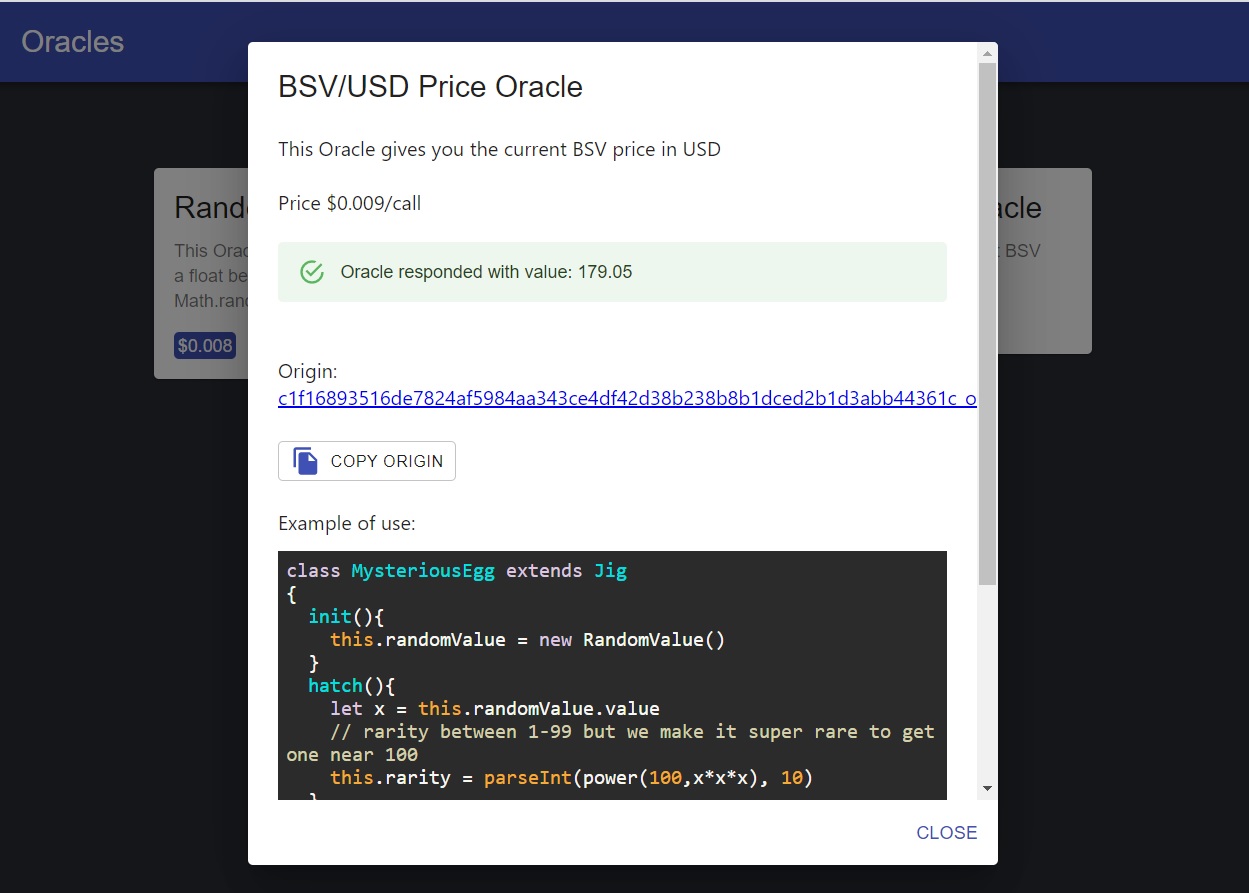 Oracles
BSV/USD Price Oracle
This Oracle gives you the current BSV price in USD
Price $0.009/call
Oracle responded with value: 179.05
Origin:
c1f16893516de7824af5984aa343ce4df42d38b238b8b1dced2b1d3abb44361c_o
COPY ORIGIN
Example of use:
class MysteriousEgg extends Jig
{
init(){
this.randomValue = new RandomValue()
}
hatch(){
let x = this.randomValue.value
// rarity between 1-99 but we make it super rare to get
one near 100
this.rarity = parseInt(power(100,x*x*x), 10)
}
CLOSE
Rand
This Orac
a float be
Math.ran
$0.008
acle
BSV